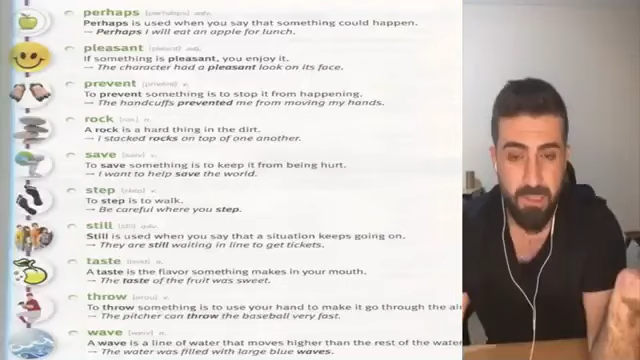 perhaps adv.
Perhaps is used when you say that something could happen.
→ Perhaps I will eat an apple for lunch.
pleasant adj.
If something is pleasant, you enjoy it.
→ The character had a pleasant look on its face.
prevent v.
To prevent something is to stop it from happening.
→ The handcuffs prevented me from moving my hands.
rock n.
A rock is a hard thing in the dirt.
→ I stacked rocks on top of one another.
save v.
To save something is to keep it from being hurt.
→ I want to help save the world.
step v.
To step is to walk.
→ Be careful where you step.
still adv.
Still is used when you say that a situation keeps going on.
→ They are still waiting in line to get tickets.
taste n.
A taste is the flavor something makes in your mouth.
→ The taste of the fruit was sweet.
throw v.
To throw something is to use your hand to make it go through the
→ The pitcher can throw the baseball very fast.
wave n.
A wave is a line of water that moves higher than the rest of the water
→ The water was filled with large blue waves.